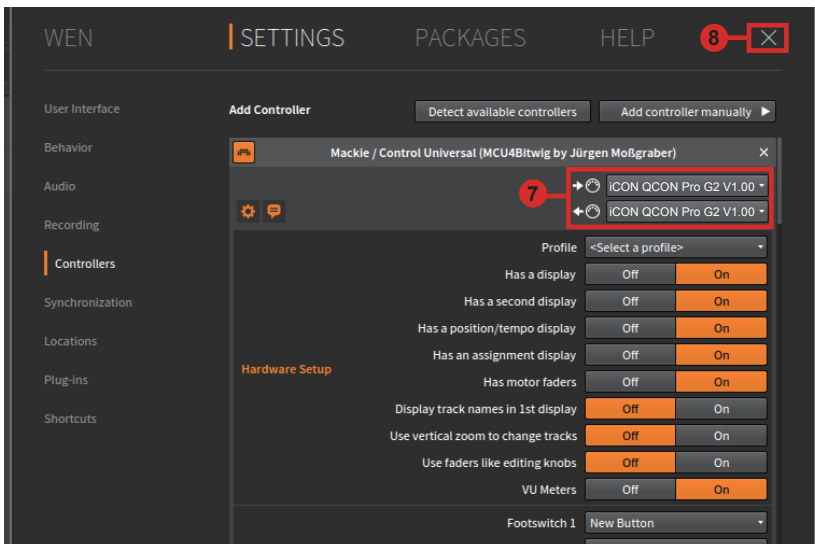 WEN SETTINGS PACKAGES HELP 8
User Interface
Behavior
Audio
Recording
Controllers
Synchronization
Locations
Plug-ins
Shortcuts
Add Controller Detect available controllers Add controller manually
Mackie / Control Universal (MCU4Bitwig by Jürgen Moßgraber)
7 iCON QCON Pro G2 V1.00
iCON QCON Pro G2 V1.00
Hardware Setup
Profile <Select a profile>
Has a display Off On
Has a second display Off On
Has a position/tempo display Off On
Has an assignment display Off On
Has motor faders Off On
Display track names in 1st display Off On
Use vertical zoom to change tracks Off On
Use faders like editing knobs Off On
VU Meters Off On
Footswitch 1 New Button